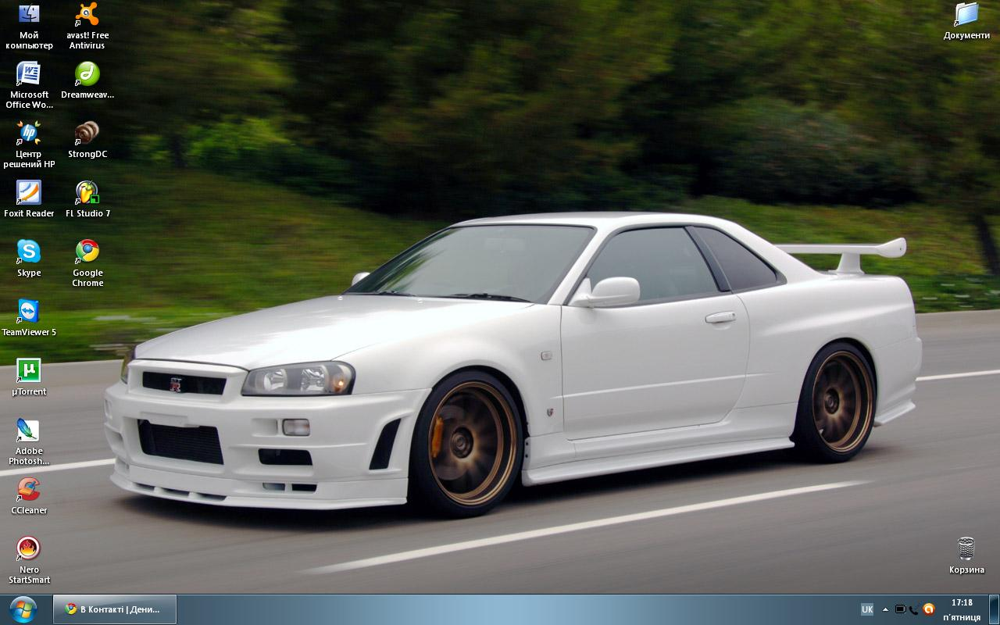 Мой
компьютер
avast! Free
Antivirus
Документи
Microsoft
Office Wo...
Dreamweav...
Центр
решений HP
StrongDC
Foxit Reader
FL Studio 7
Skype
Google
Chrome
TeamViewer 5
µTorrent
Adobe
Photosh...
CCleaner
Nero
StartSmart
Корзина
В Контакті | Дени...
UK
17:18
п'ятниця